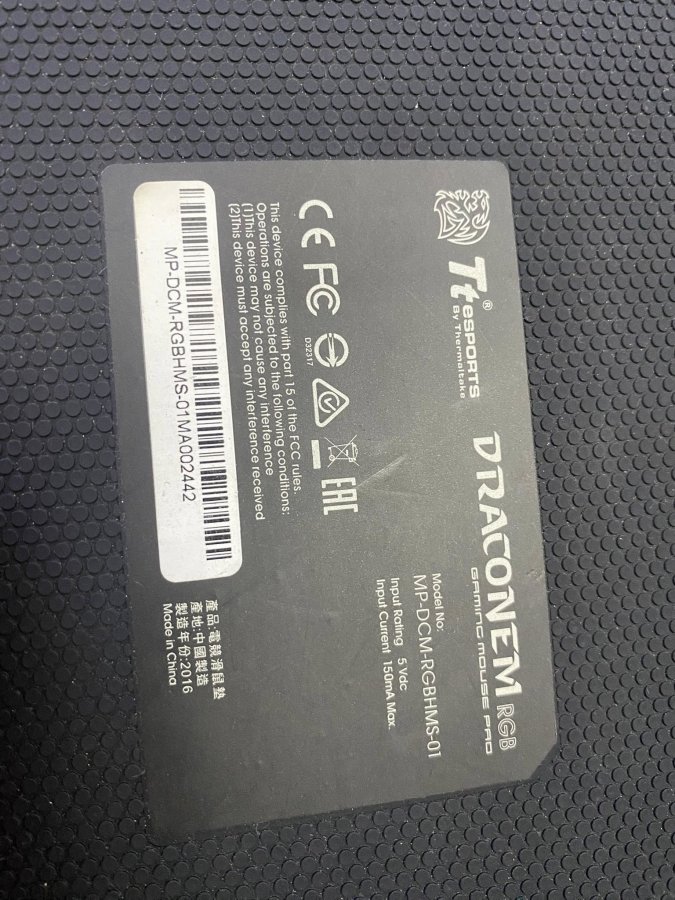 Tt esports®
By Thermaltake
DRACONEM RGB
GAMING MOUSE PAD
Model No:
MP-DCM-RGBHMS-01
Input Rating 5 Vdc
Input Current 150mA Max.
CE FC
D32317
EAC
This device complies with part 15 of the FCC rules.
Operations are subjected to the following conditions:
(1)This device may not cause any interference
(2)This device must accept any interference received
MP-DCM-RGBHMS-01MA002442
產品:電競滑鼠墊
產地:中國製造
製造年份:2016
Made in China